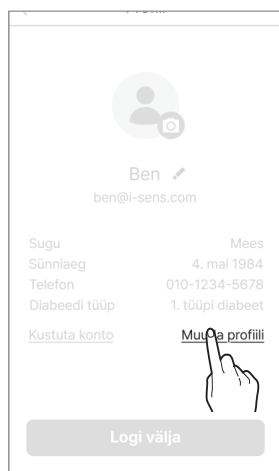 Ben
ben@i-sens.com
Sugu Mees
Sünniaeg 4. mai 1984
Telefon 010-1234-5678
Diabeedi tüüp 1. tüüpi diabeet
Kustuta konto Muuda profiili
Logi välja